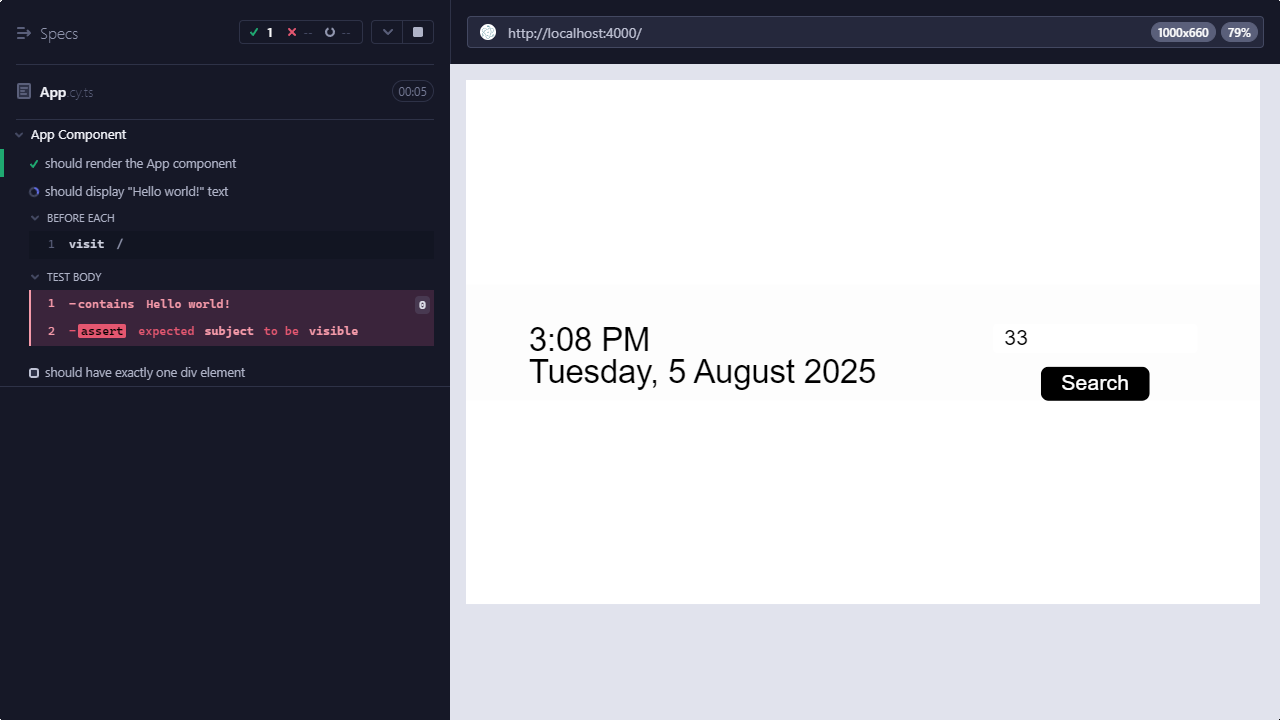 Specs
1
--
--
App.cy.ts
00:05
App Component
should render the App component
should display "Hello world!" text
BEFORE EACH
1 visit /
TEST BODY
1 -contains Hello world! 0
2 -assert expected subject to be visible
should have exactly one div element
http://localhost:4000/
1000x660
79%
3:08 PM
Tuesday, 5 August 2025
33
Search